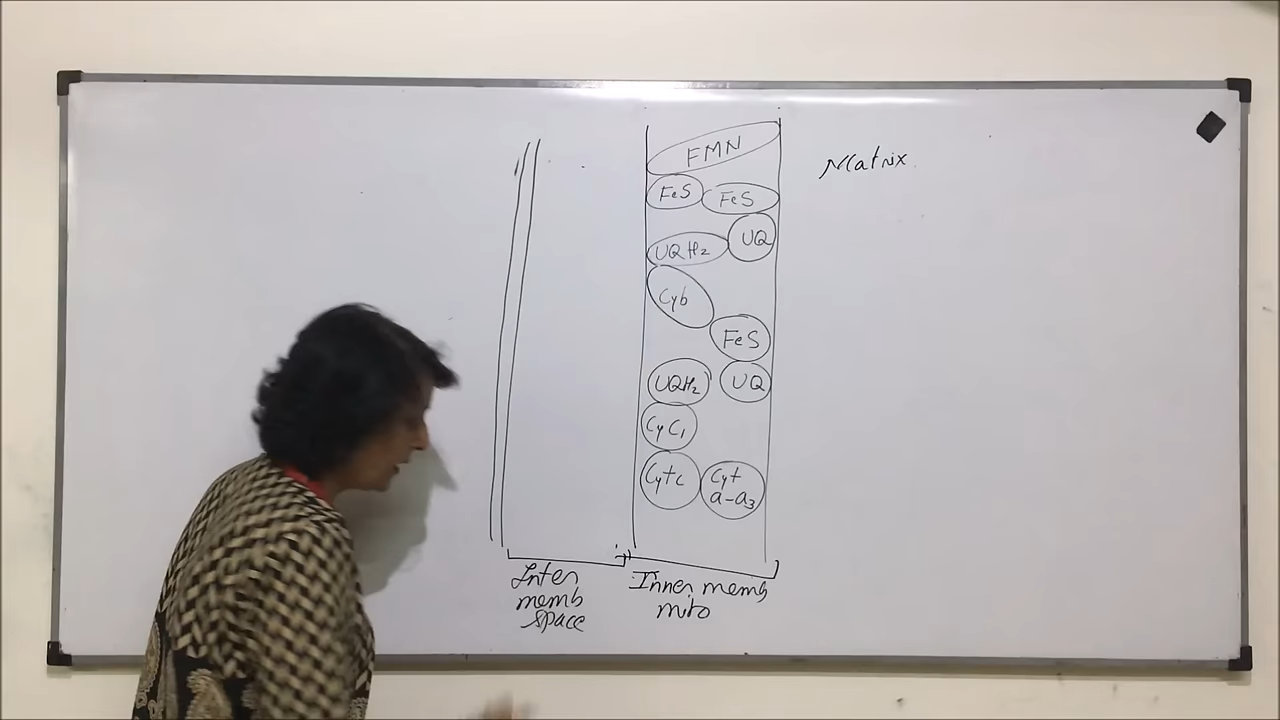 FMN
Matrix
FeS
FeS
UQH2
UQ
Cyb
FeS
UQH2
UQ
CyC1
Cytc
Cyt
a-a3
Inter
memb
space
Inner memb
mito